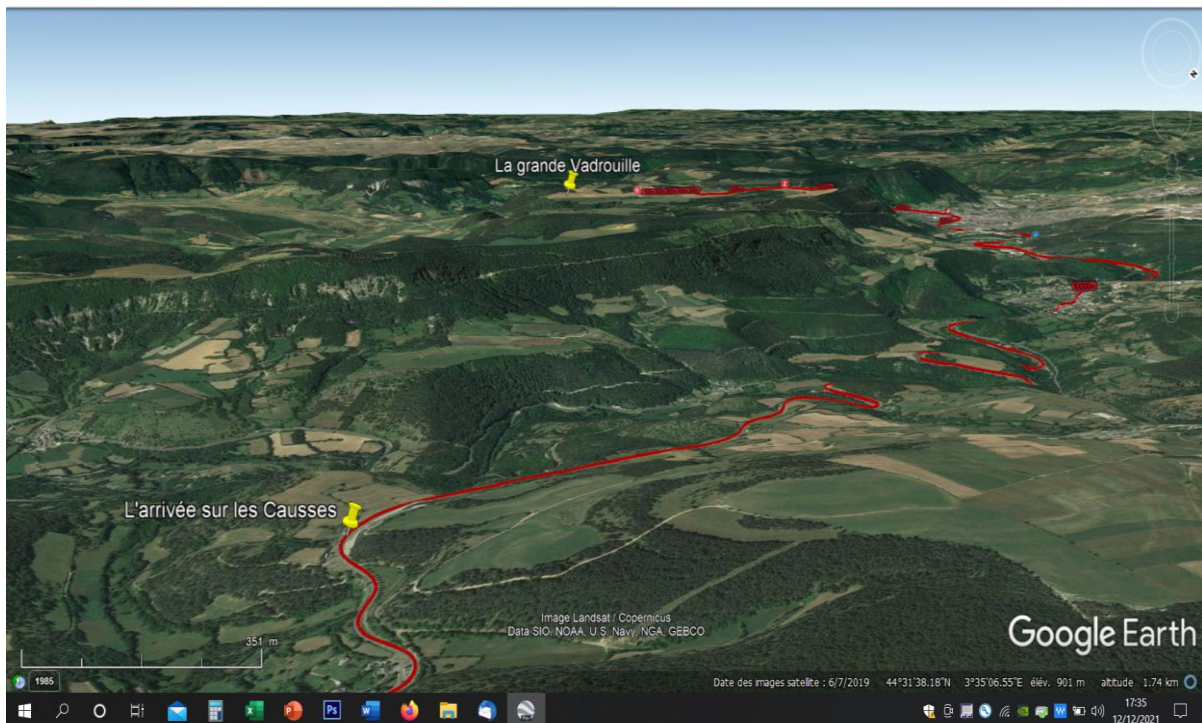 La grande Vadrouille
L'arrivée sur les Causses
Image Landsat / Copernicus
Data SIO, NOAA, U.S. Navy, NGA, GEBCO
351 m
Google Earth
1985
Date des images satellite : 6/7/2019 44°31'38.18"N 3°35'06.55"E élév. 901 m altitude 1.74 km
17:35
12/12/2021